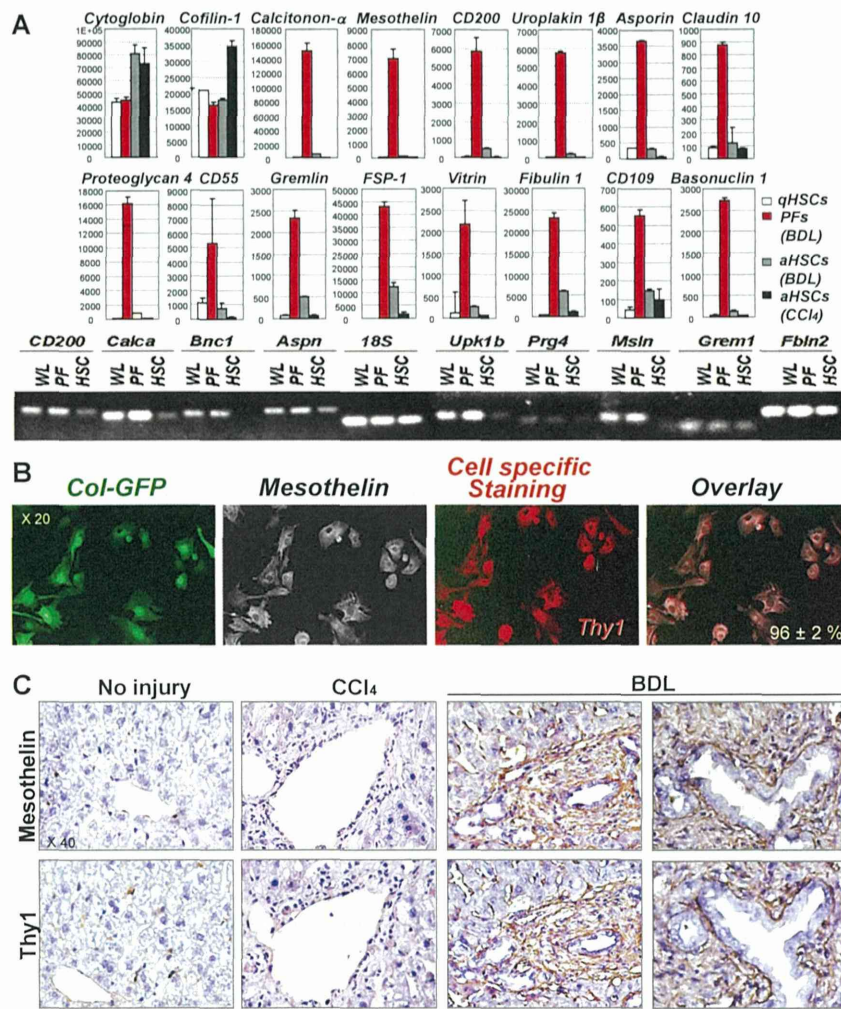 A
Cytoglobin Cofilin-1 Calcitonon-α Mesothelin CD200 Uroplakin 1β Asporin Claudin 10
1E+05 90000 80000 70000 60000 50000 40000 30000 20000 10000 0
40000 35000 30000 25000 20000 15000 10000 5000 0
180000 160000 140000 120000 100000 80000 60000 40000 20000 0
90000 80000 70000 60000 50000 40000 30000 20000 10000 0
7000 6000 5000 4000 3000 2000 1000 0
7000 6000 5000 4000 3000 2000 1000 0
4000 3500 3000 2500 2000 1500 1000 500 0
1000 900 800 700 600 500 400 300 200 100 0
Proteoglycan 4 CD55 Gremlin FSP-1 Vitrin Fibulin 1 CD109 Basonuclin 1
18000 16000 14000 12000 10000 8000 6000 4000 2000 0
9000 8000 7000 6000 5000 4000 3000 2000 1000 0
3000 2500 2000 1500 1000 500 0
50000 45000 40000 35000 30000 25000 20000 15000 10000 5000 0
3000 2500 2000 1500 1000 500 0
30000 25000 20000 15000 10000 5000 0
700 600 500 400 300 200 100 0
3000 2500 2000 1500 1000 500 0
qHSCs
PFs
(BDL)
aHSCs
(BDL)
aHSCs
(CCl₄)
CD200 Calca Bnc1 Aspn 18S Upk1b Prg4 Msln Grem1 Fbln2
WL PF HSC WL PF HSC WL PF HSC WL PF HSC WL PF HSC WL PF HSC WL PF HSC WL PF HSC WL PF HSC WL PF HSC
B
Col-GFP Mesothelin Cell specific Staining Overlay
X 20
Thy1
96 ± 2 %
C
No injury CCl₄ BDL
Mesothelin
X 40
Thy1